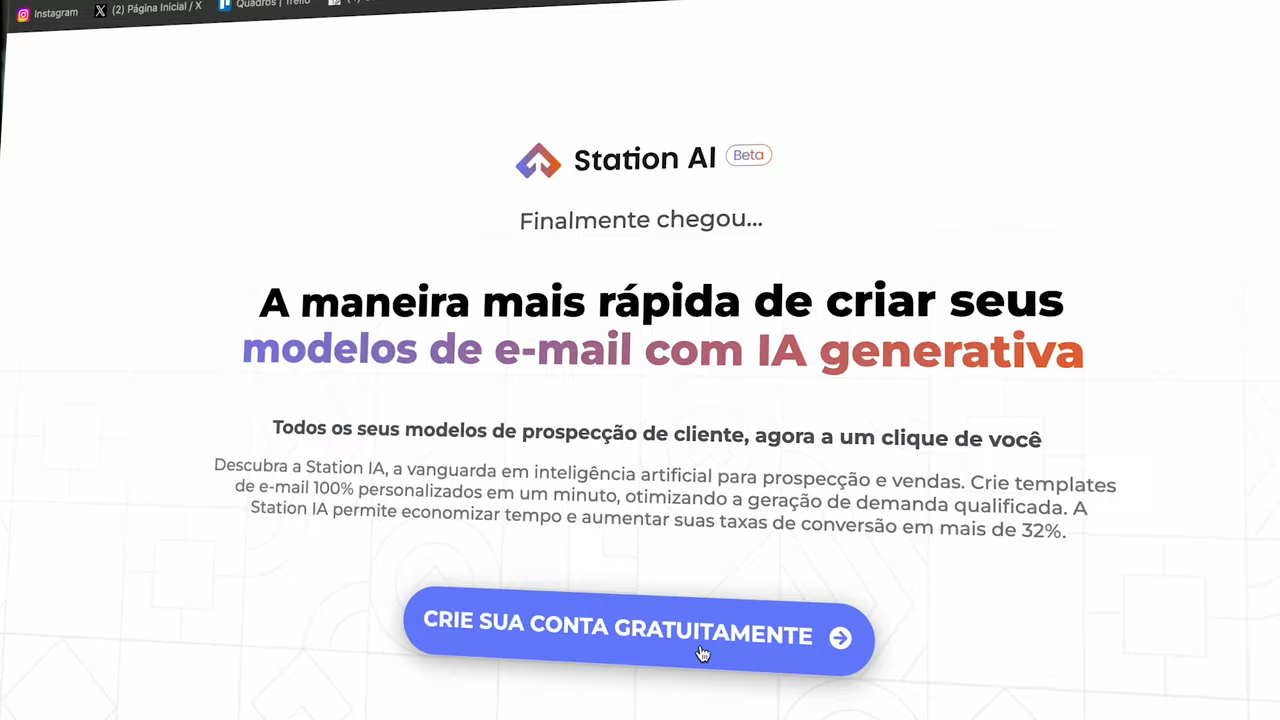 Instagram
(2) Página Inicial / X
Quadros | Trello
Station AI Beta
Finalmente chegou...
A maneira mais rápida de criar seus
modelos de e-mail com IA generativa
Todos os seus modelos de prospecção de cliente, agora a um clique de você
Descubra a Station IA, a vanguarda em inteligência artificial para prospecção e vendas. Crie templates
de e-mail 100% personalizados em um minuto, otimizando a geração de demanda qualificada. A
Station IA permite economizar tempo e aumentar suas taxas de conversão em mais de 32%.
CRIE SUA CONTA GRATUITAMENTE